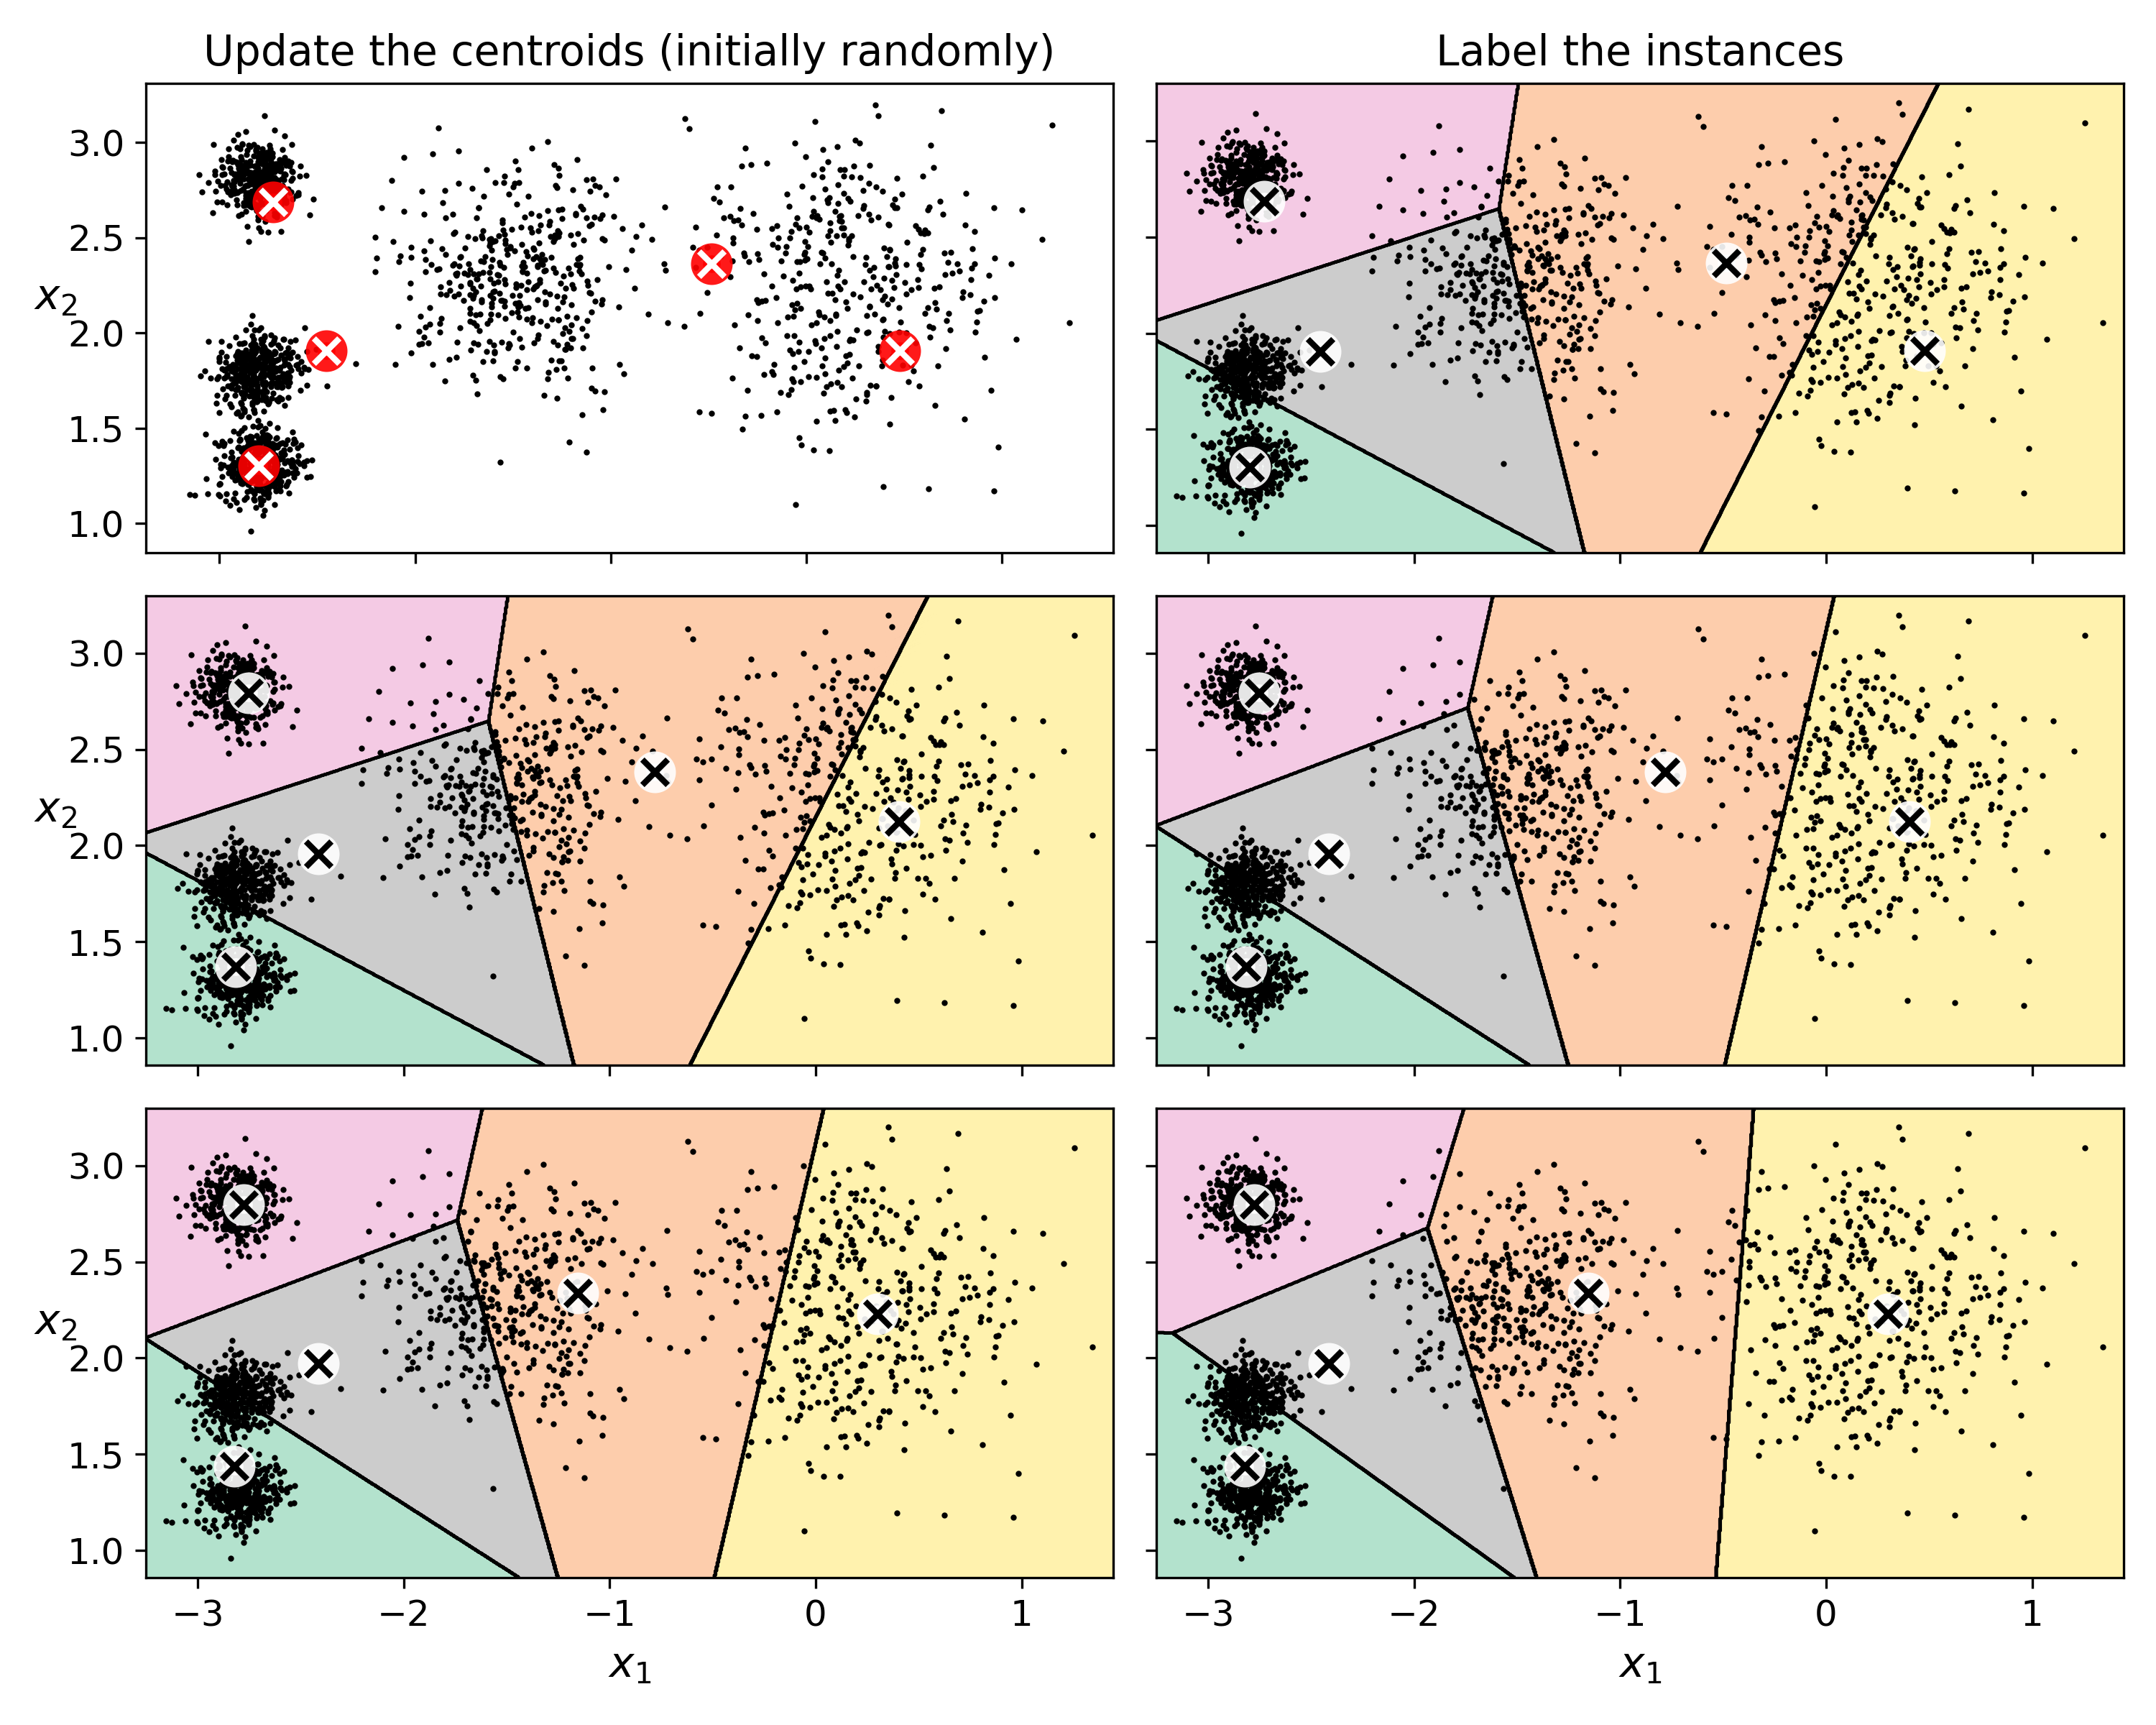 Update the centroids (initially randomly)
Label the instances
3.0
2.5
x₂
2.0
1.5
1.0
3.0
2.5
x₂
2.0
1.5
1.0
3.0
2.5
x₂
2.0
1.5
1.0
−3 −2 −1 0 1
−3 −2 −1 0 1
x₁
x₁